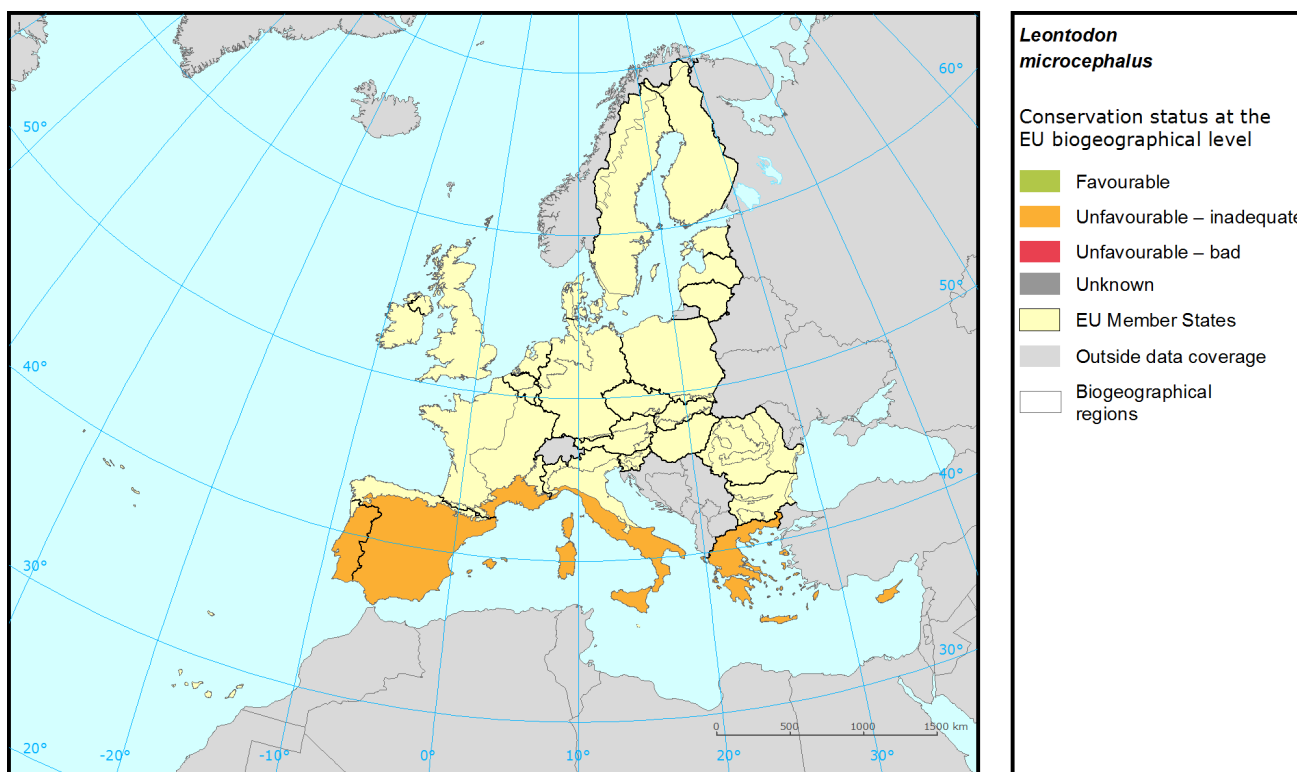 Leontodon
microcephalus
Conservation status at the
EU biogeographical level
Favourable
Unfavourable – inadequate
Unfavourable – bad
Unknown
EU Member States
Outside data coverage
Biogeographical
regions
60°
50°
50°
40°
40°
30°
30°
20°
-20°
-10°
0°
10°
20°
30°
0 500 1000 1500 km